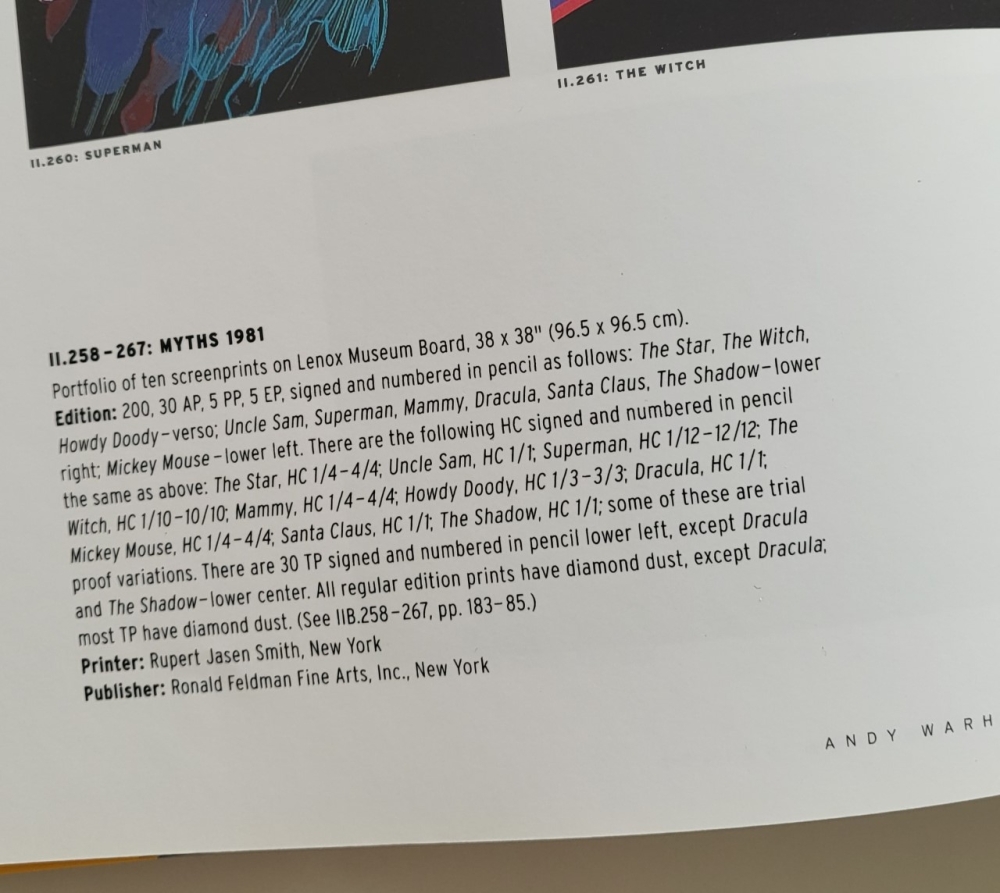 II.260: SUPERMAN
II.261: THE WITCH
II.258–267: MYTHS 1981
Portfolio of ten screenprints on Lenox Museum Board, 38 x 38" (96.5 x 96.5 cm).
Edition: 200, 30 AP, 5 PP, 5 EP, signed and numbered in pencil as follows: The Star, The Witch,
Howdy Doody–verso; Uncle Sam, Superman, Mammy, Dracula, Santa Claus, The Shadow–lower
right; Mickey Mouse–lower left. There are the following HC signed and numbered in pencil
the same as above: The Star, HC 1/4–4/4; Uncle Sam, HC 1/1; Superman, HC 1/12–12/12; The
Witch, HC 1/10–10/10; Mammy, HC 1/4–4/4; Howdy Doody, HC 1/3–3/3; Dracula, HC 1/1;
Mickey Mouse, HC 1/4–4/4; Santa Claus, HC 1/1; The Shadow, HC 1/1; some of these are trial
proof variations. There are 30 TP signed and numbered in pencil lower left, except Dracula
and The Shadow–lower center. All regular edition prints have diamond dust, except Dracula;
most TP have diamond dust. (See IIB.258–267, pp. 183–85.)
Printer: Rupert Jasen Smith, New York
Publisher: Ronald Feldman Fine Arts, Inc., New York
ANDY WARH